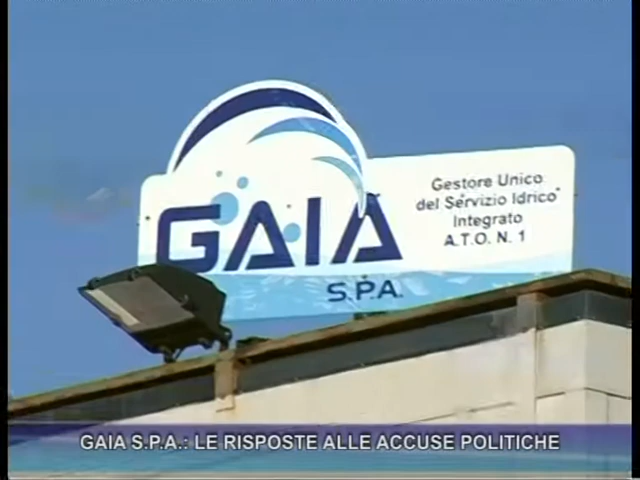 GAIA
S.P.A.
Gestore Unico
del Servizio Idrico
Integrato
A.T.O. N. 1
GAIA S.P.A.: LE RISPOSTE ALLE ACCUSE POLITICHE